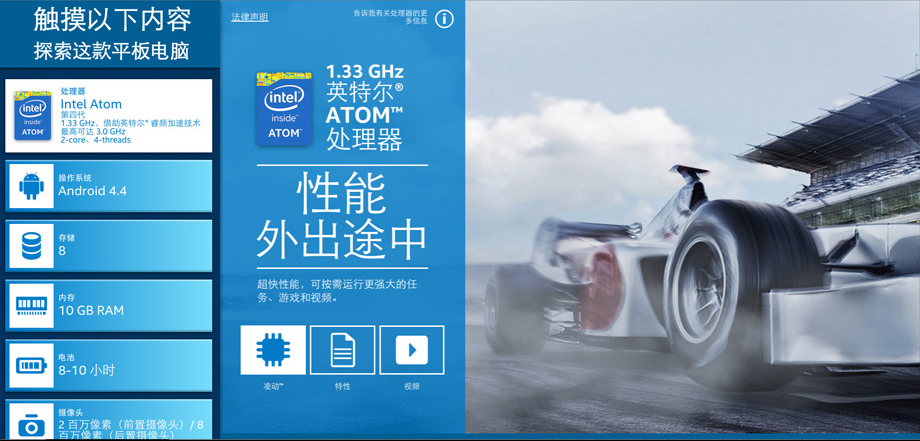 触摸以下内容
探索这款平板电脑
处理器
Intel Atom
第四代
1.33 GHz、借助英特尔® 睿频加速技术
最高可达 3.0 GHz
2-core、4-threads
intel
inside™
ATOM™
操作系统
Android 4.4
存储
8
内存
10 GB RAM
电池
8-10 小时
摄像头
2 百万像素（前置摄像头）/ 8
百万像素（后置摄像头）
法律声明
告诉我有关处理器的更
多信息
i
intel
inside™
ATOM™
1.33 GHz
英特尔®
ATOM™
处理器
性能
外出途中
超快性能，可按需运行更强大的任
务、游戏和视频。
凌动™
特性
视频